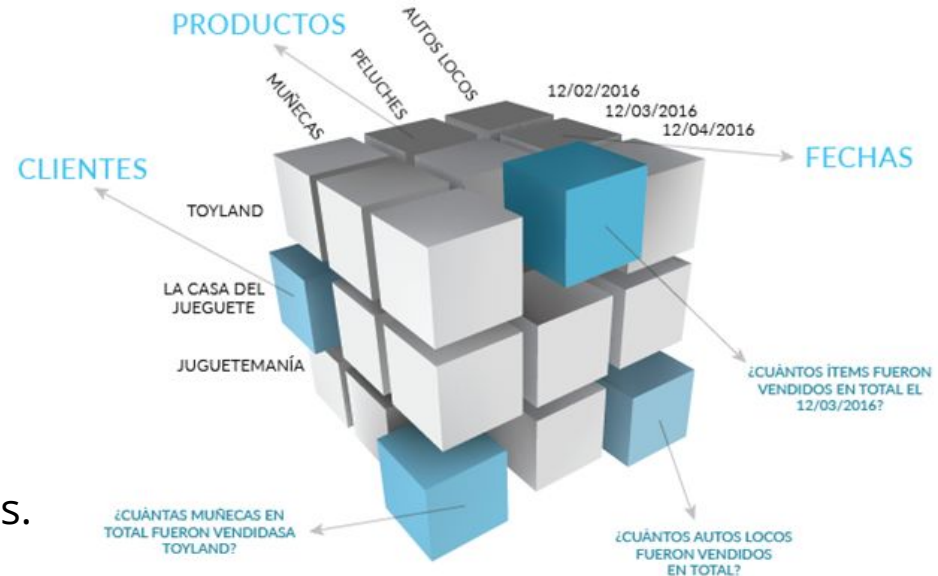 PRODUCTOS
MUÑECAS
PELUCHES
AUTOS LOCOS
12/02/2016
12/03/2016
12/04/2016
FECHAS
CLIENTES
TOYLAND
LA CASA DEL
JUEGUETE
JUGUETEMANÍA
¿CUÁNTOS ÍTEMS FUERON
VENDIDOS EN TOTAL EL
12/03/2016?
s.
¿CUÁNTAS MUÑECAS EN
TOTAL FUERON VENDIDASA
TOYLAND?
¿CUÁNTOS AUTOS LOCOS
FUERON VENDIDOS
EN TOTAL?